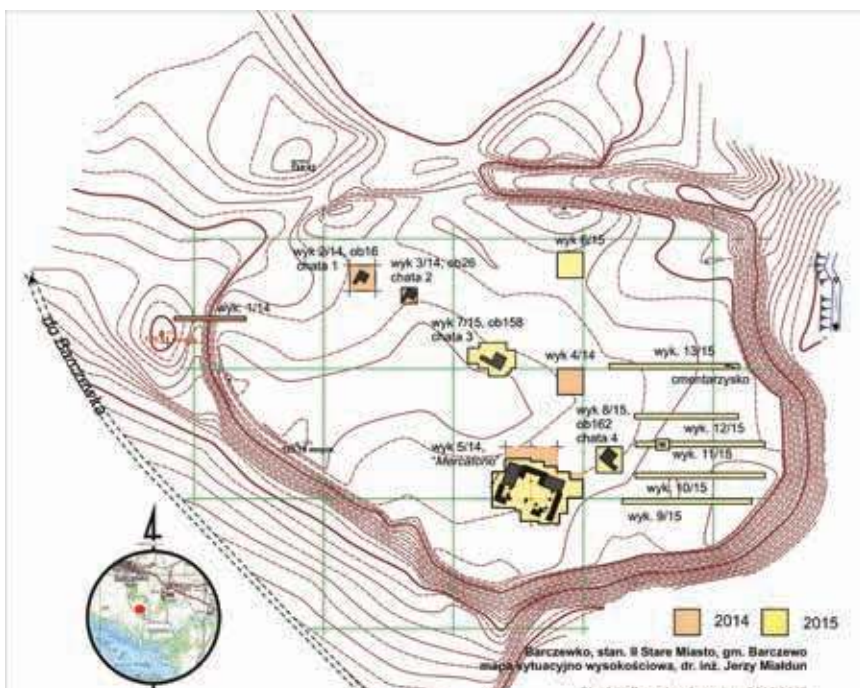 wyk 2/14, ob16
chata 1
wyk 3/14, ob26
chata 2
wyk 6/15
wyk. 1/14
do Barczewka
wyk 7/15, ob158
chata 3
wyk 4/14
wyk. 13/15
cmentarzysko
wyk 8/15,
ob162
chata 4
wyk. 12/15
wyk 5/14,
"Mercatorio"
wyk. 11/15
wyk. 10/15
wyk. 9/15
2014
2015
Barczewko, stan. II Stare Miasto, gm. Barczewo
mapa sytuacyjno wysokościowa, dr. inż. Jerzy Miałdun